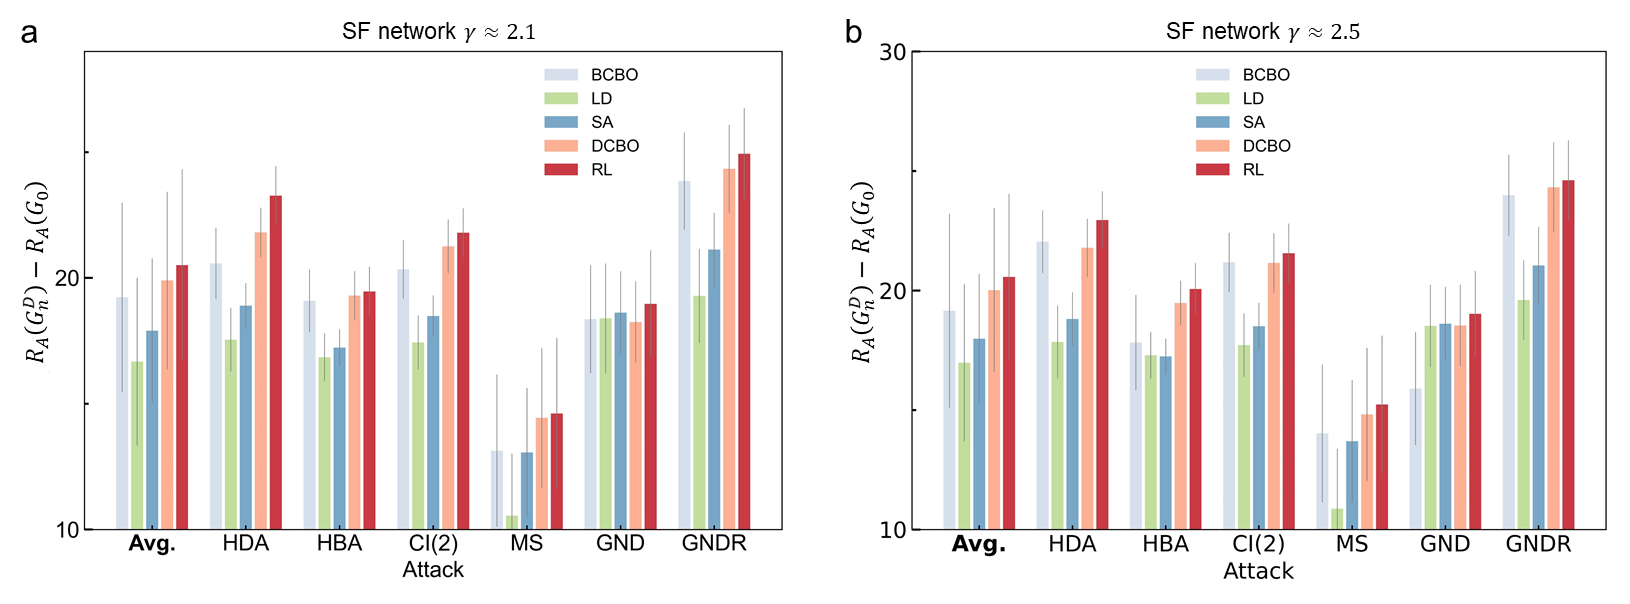 a
SF network γ ≈ 2.1
R_A(G_n^D) − R_A(G_0)
20
10
BCBO
LD
SA
DCBO
RL
Avg. HDA HBA CI(2) MS GND GNDR
Attack
b
SF network γ ≈ 2.5
R_A(G_n^D) − R_A(G_0)
30
20
10
BCBO
LD
SA
DCBO
RL
Avg. HDA HBA CI(2) MS GND GNDR
Attack